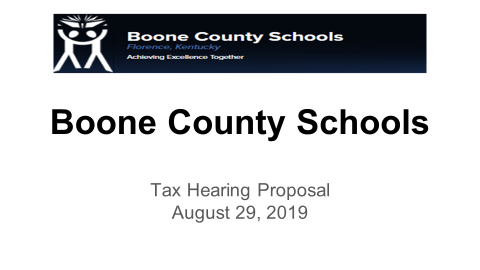 Boone County Schools
Florence, Kentucky
Achieving Excellence Together
Boone County Schools
Tax Hearing Proposal
August 29, 2019